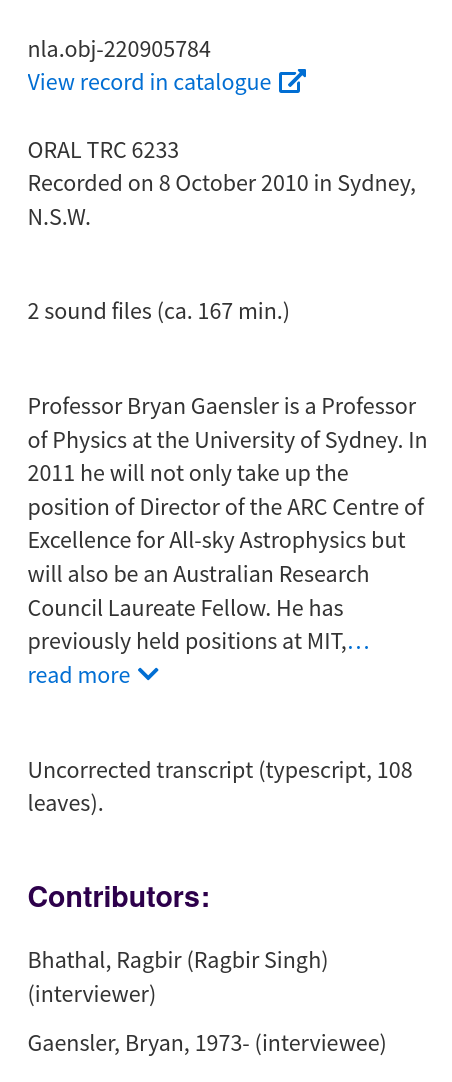 nla.obj-220905784
View record in catalogue
ORAL TRC 6233
Recorded on 8 October 2010 in Sydney,
N.S.W.
2 sound files (ca. 167 min.)
Professor Bryan Gaensler is a Professor
of Physics at the University of Sydney. In
2011 he will not only take up the
position of Director of the ARC Centre of
Excellence for All-sky Astrophysics but
will also be an Australian Research
Council Laureate Fellow. He has
previously held positions at MIT,…
read more
Uncorrected transcript (typescript, 108
leaves).
Contributors:
Bhathal, Ragbir (Ragbir Singh)
(interviewer)
Gaensler, Bryan, 1973- (interviewee)